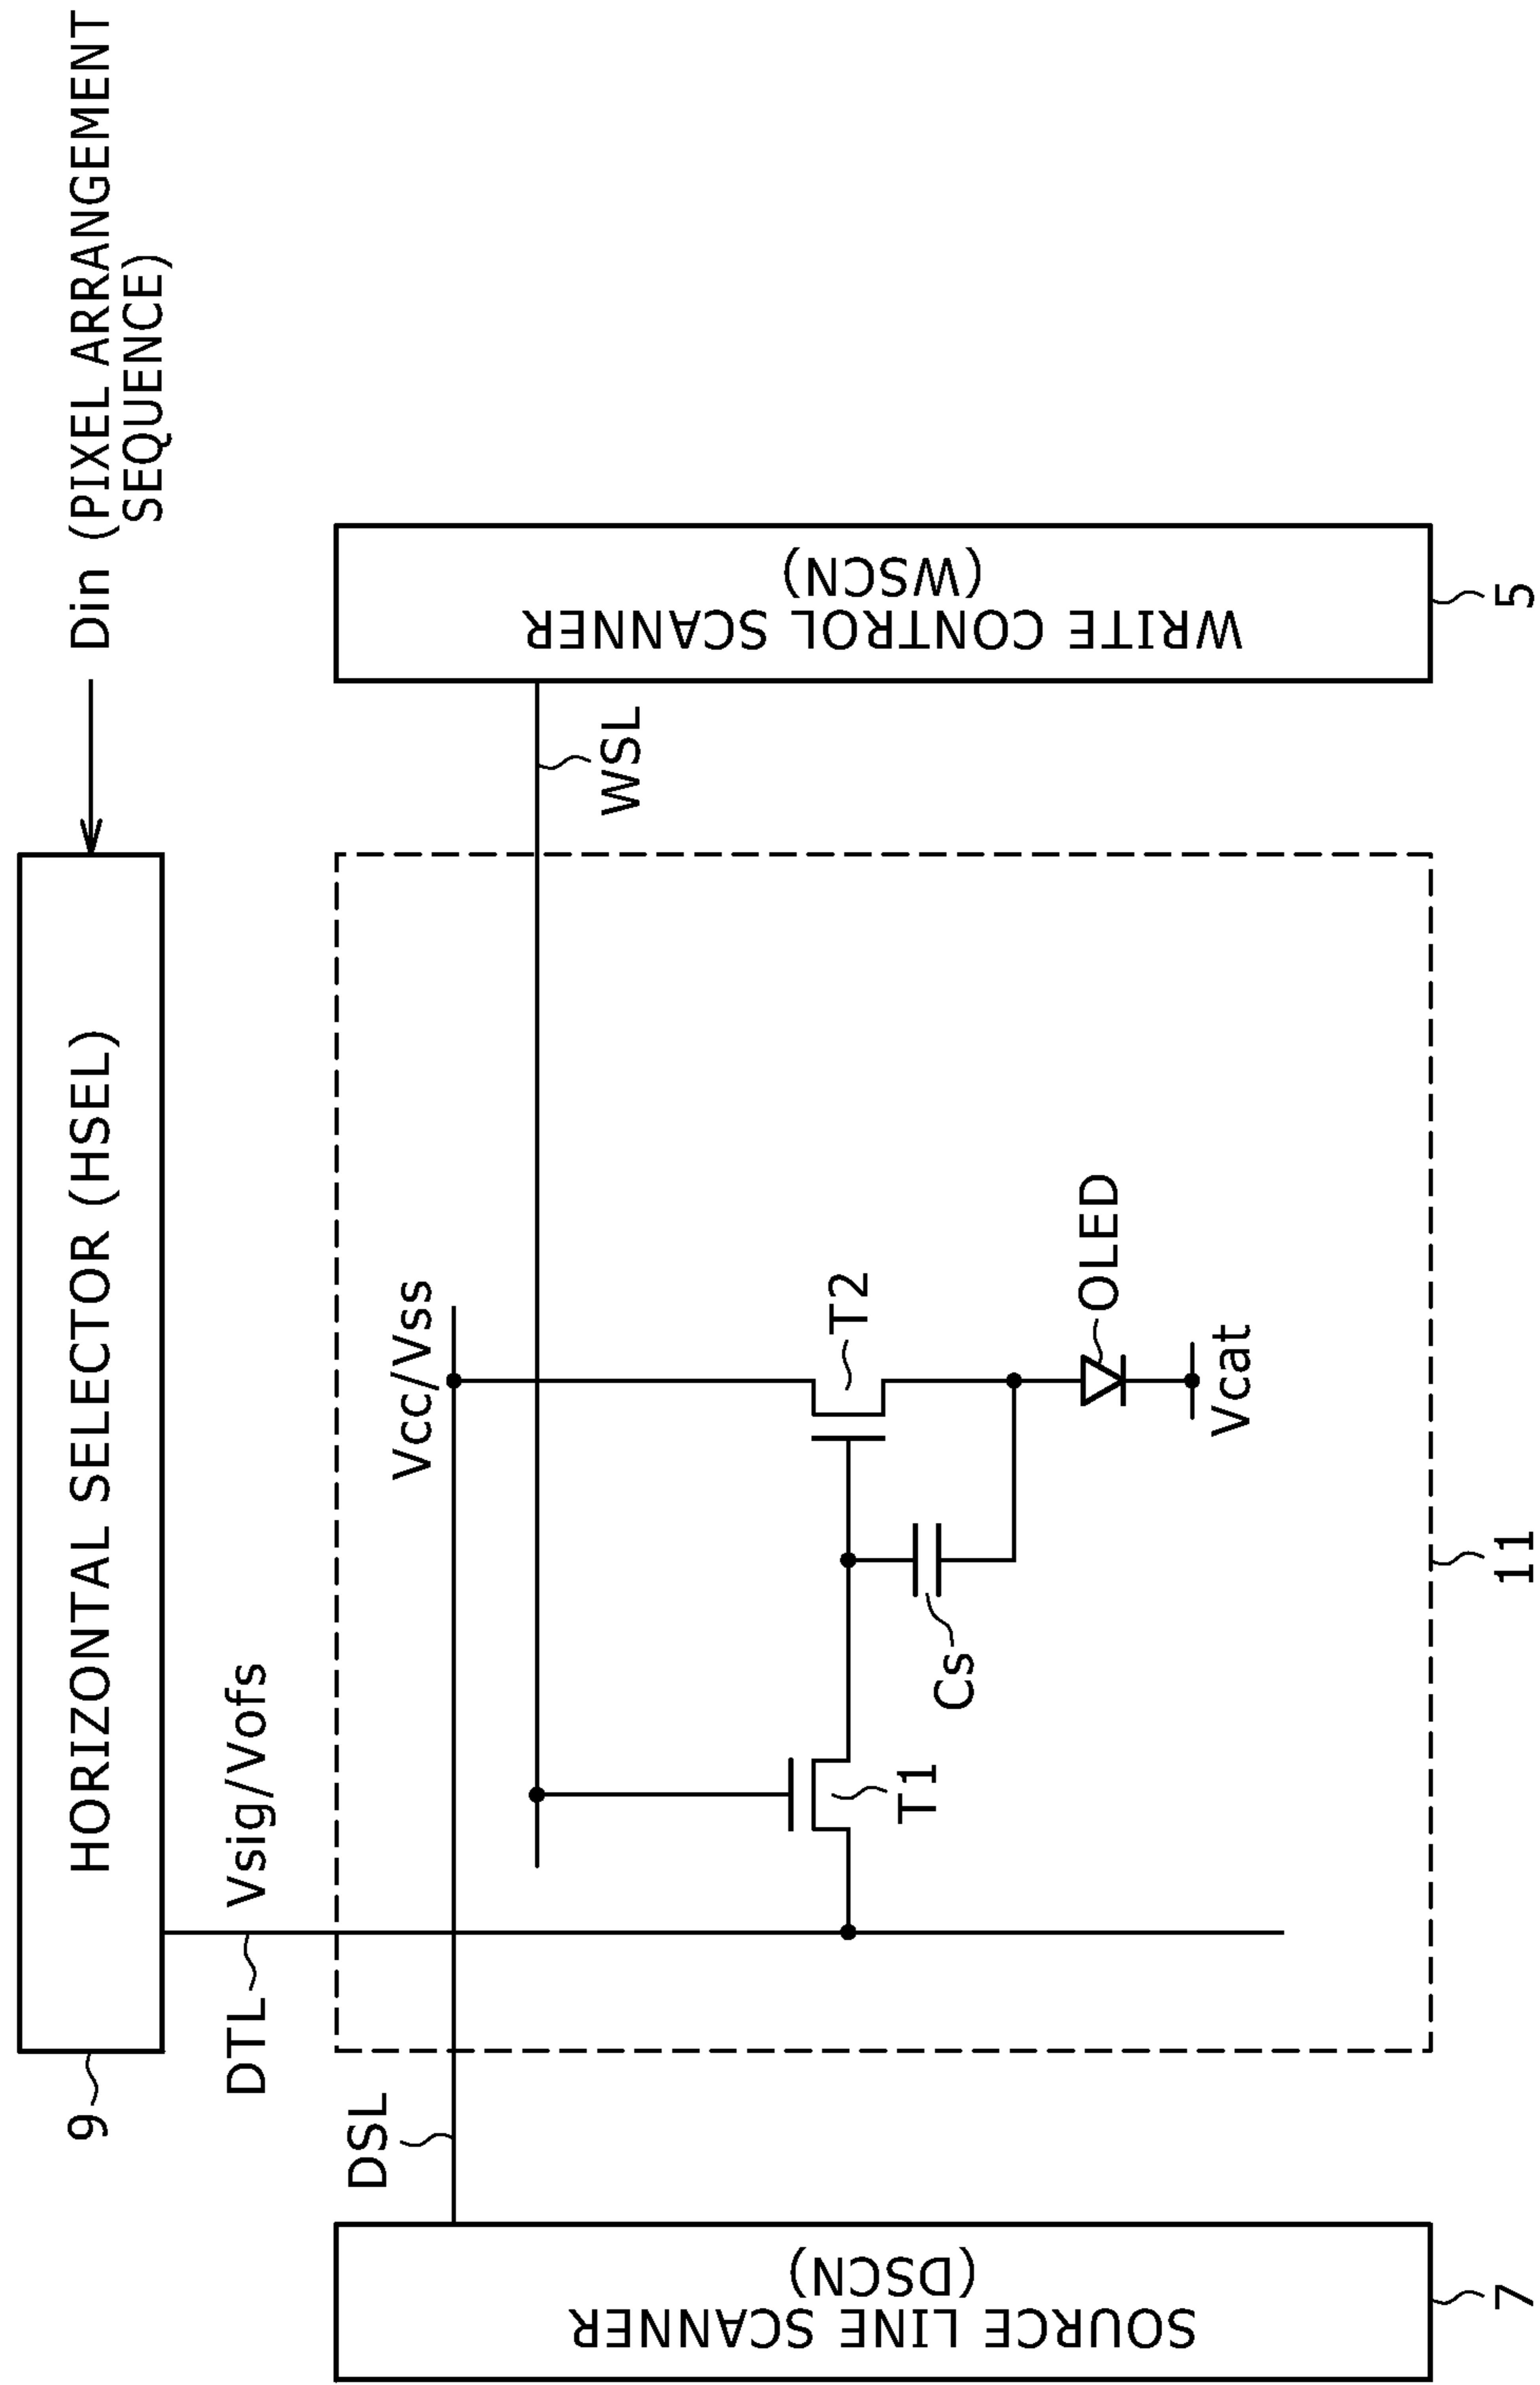 Din (PIXEL ARRANGEMENT
SEQUENCE)
HORIZONTAL SELECTOR (HSEL)
9
DTL
Vsig/Vofs
DSL
Vcc/Vss
WSL
T1
T2
Cs
OLED
Vcat
SOURCE LINE SCANNER
(DSCN)
WRITE CONTROL SCANNER
(WSCN)
7
11
5